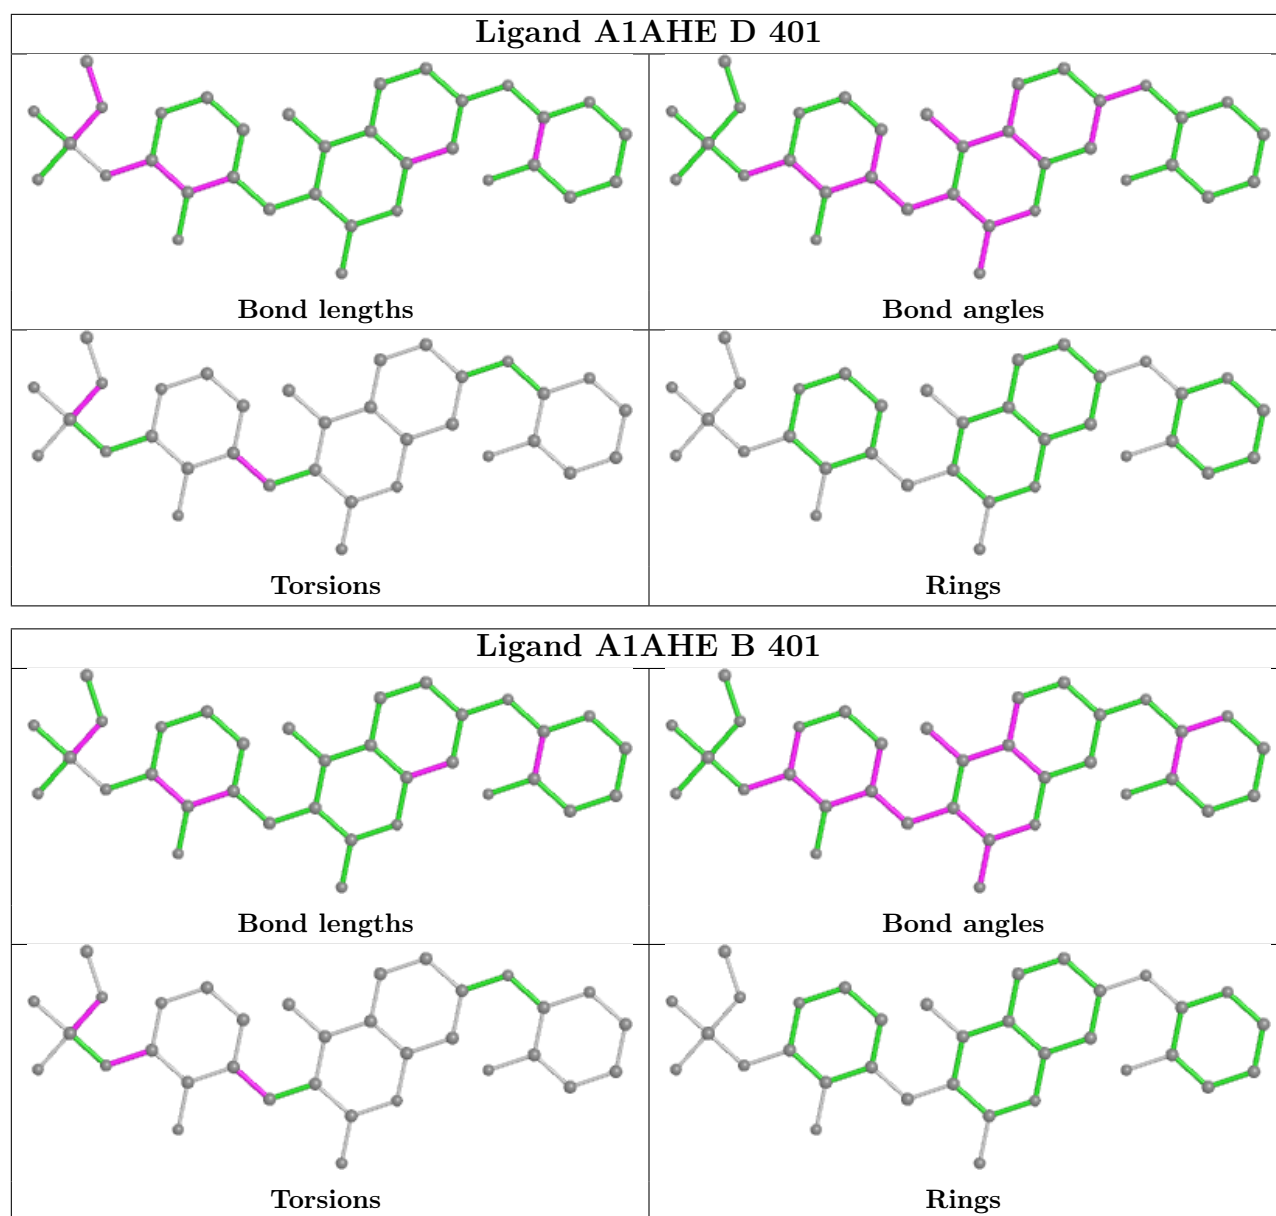 Ligand A1AHE D 401
Bond lengths
Bond angles
Torsions
Rings
Ligand A1AHE B 401
Bond lengths
Bond angles
Torsions
Rings